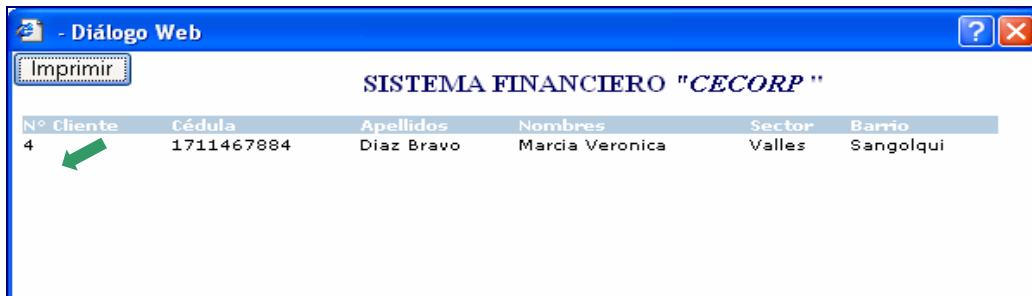 - Diálogo Web
Imprimir
SISTEMA FINANCIERO "CECORP "
Nº Cliente Cédula Apellidos Nombres Sector Barrio
4 1711467884 Diaz Bravo Marcia Veronica Valles Sangolqui